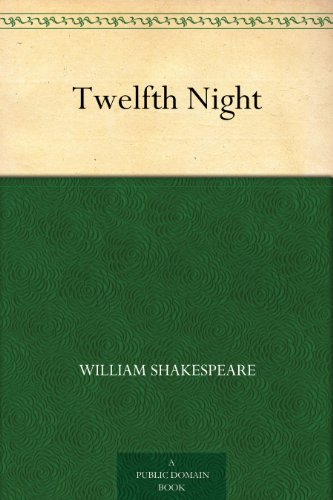 Twelfth Night
WILLIAM SHAKESPEARE
A
PUBLIC DOMAIN
BOOK